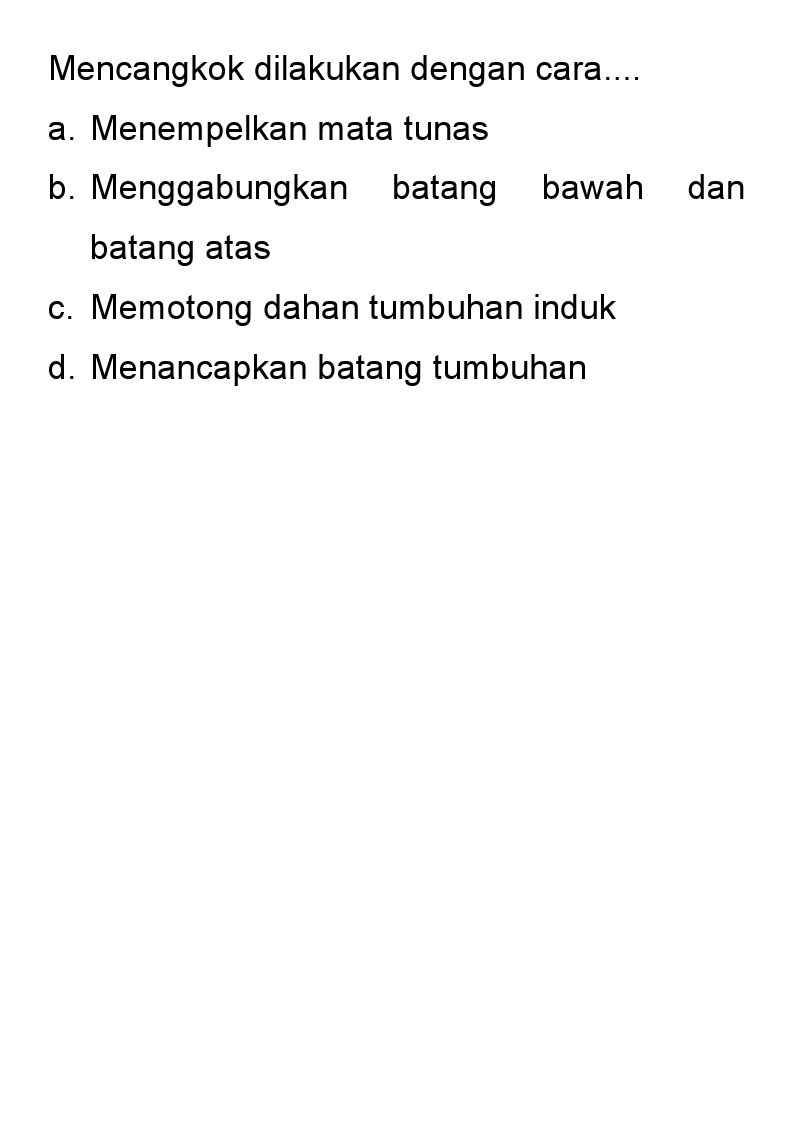 Mencangkok dilakukan dengan cara....
a. Menempelkan mata tunas
b. Menggabungkan batang bawah dan
batang atas
c. Memotong dahan tumbuhan induk
d. Menancapkan batang tumbuhan